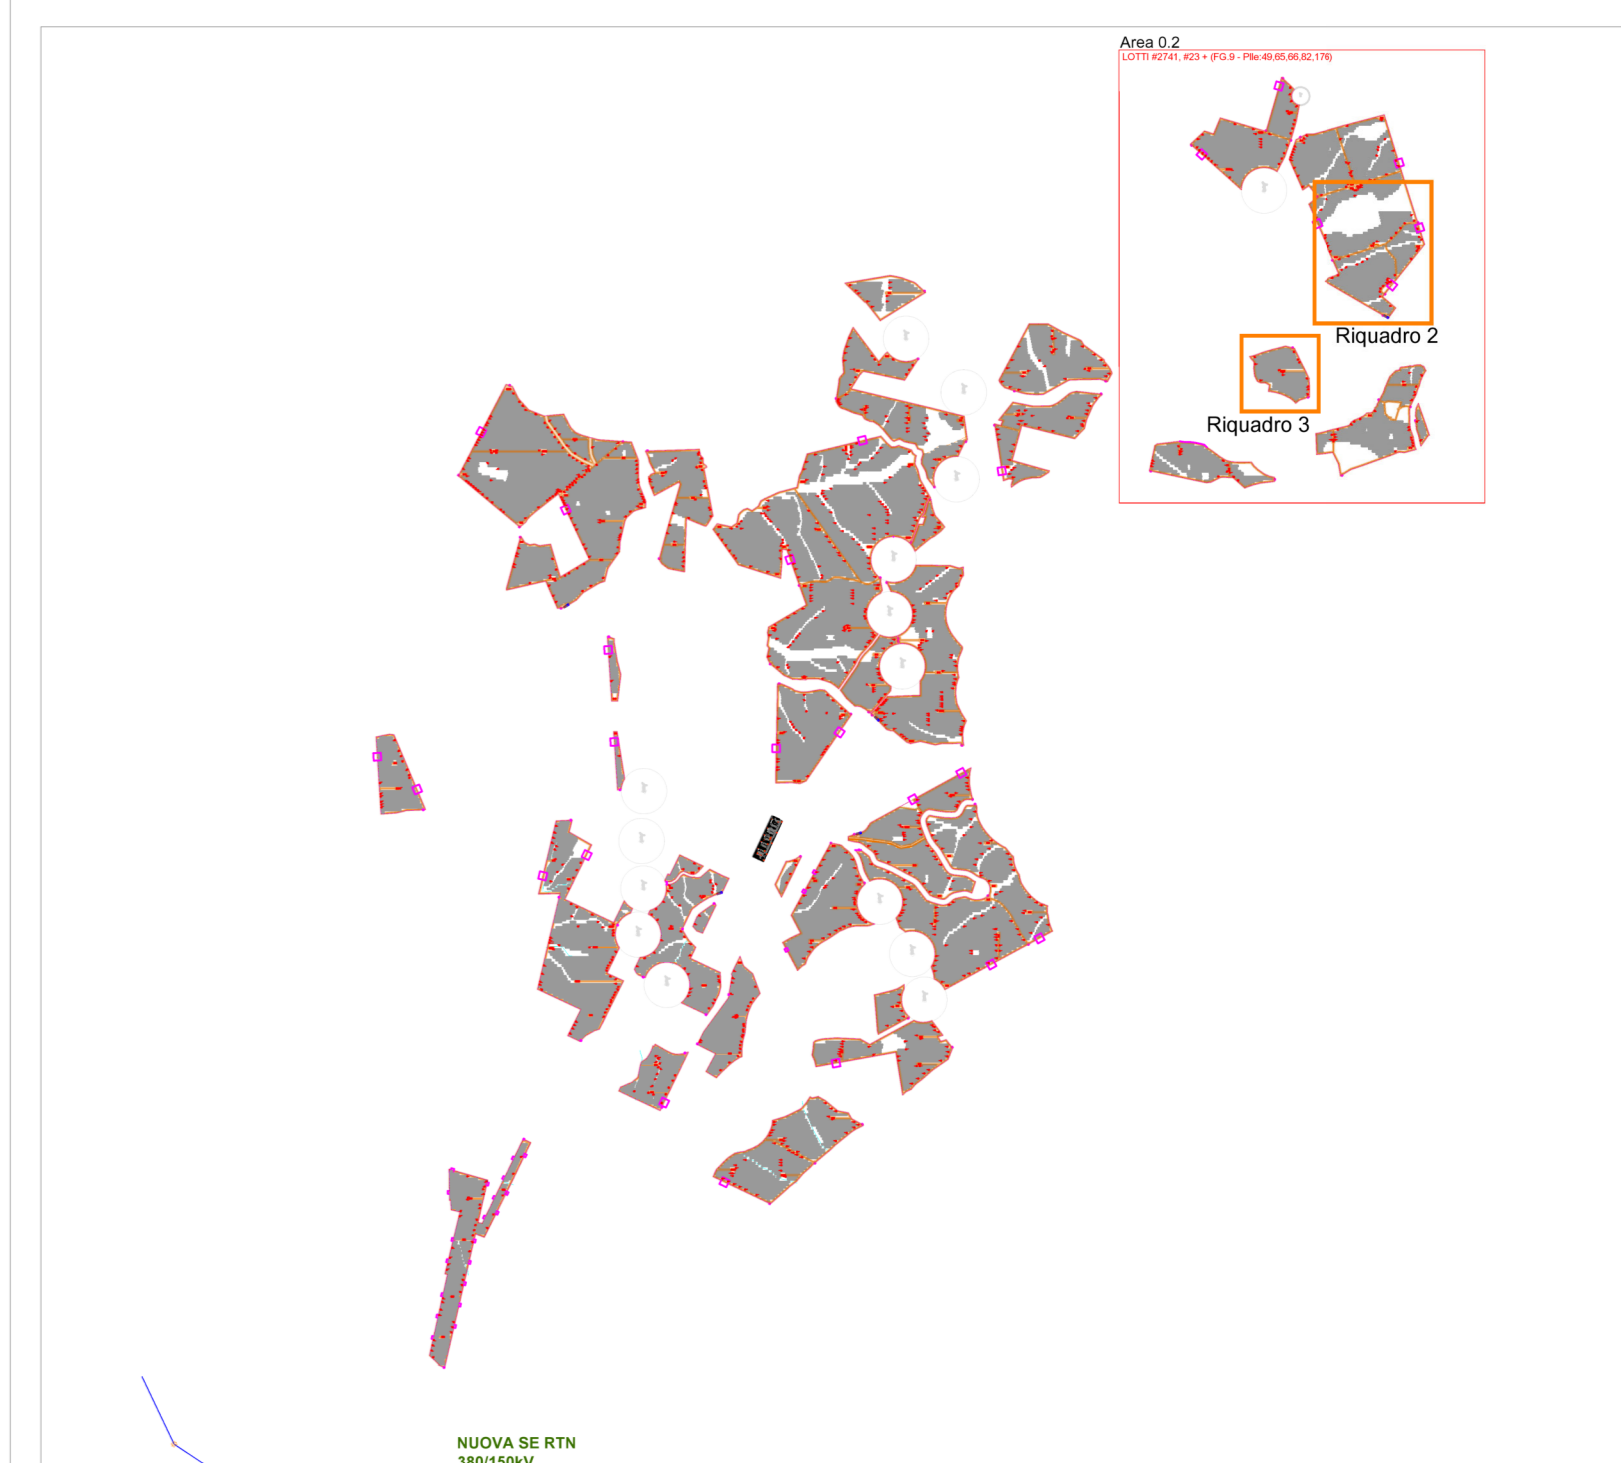 Area 0.2
LOTTI #2741, #23 + (FG.9 - Plle:49,65,66,82,176)
Riquadro 2
Riquadro 3
NUOVA SE RTN
380/150kV